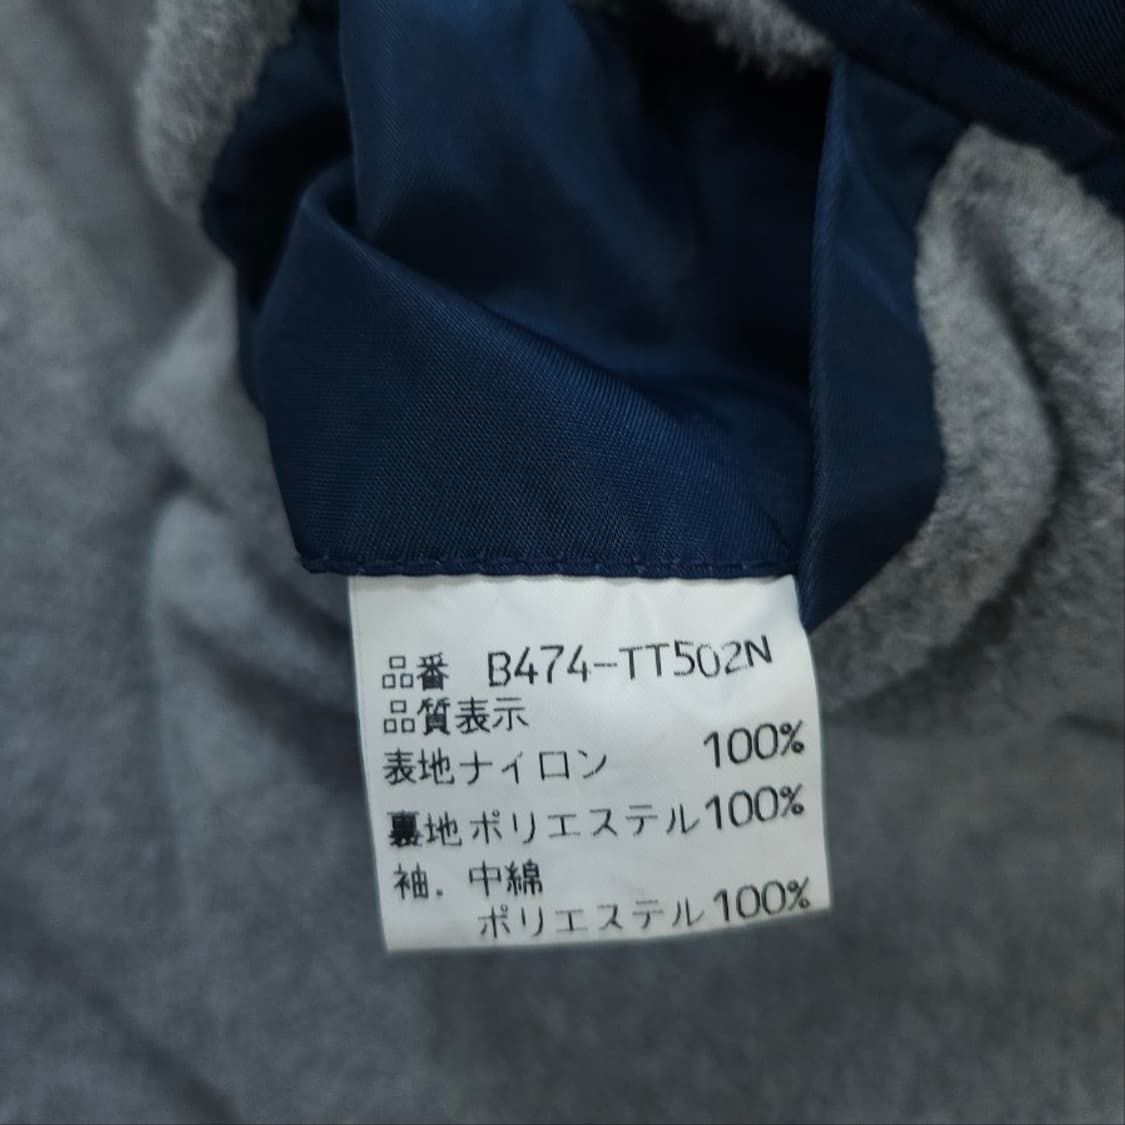 品番 B474-TT502N
品質表示
表地ナイロン 100%
裏地ポリエステル100%
袖. 中綿
ポリエステル100%